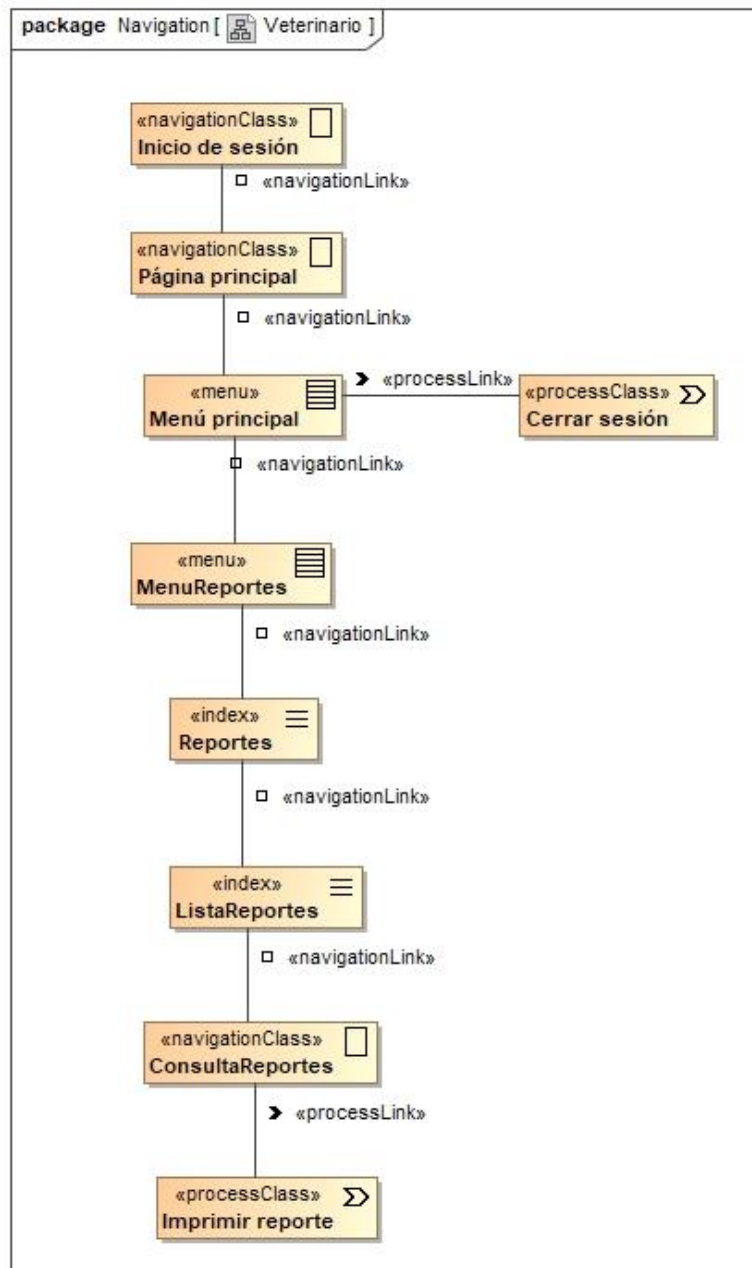 package Navigation [ Veterinario ]
«navigationClass»
Inicio de sesión
«navigationLink»
«navigationClass»
Página principal
«navigationLink»
«menu»
Menú principal
«processLink»
«processClass»
Cerrar sesión
«navigationLink»
«menu»
MenuReportes
«navigationLink»
«index»
Reportes
«navigationLink»
«index»
ListaReportes
«navigationLink»
«navigationClass»
ConsultaReportes
«processLink»
«processClass»
Imprimir reporte